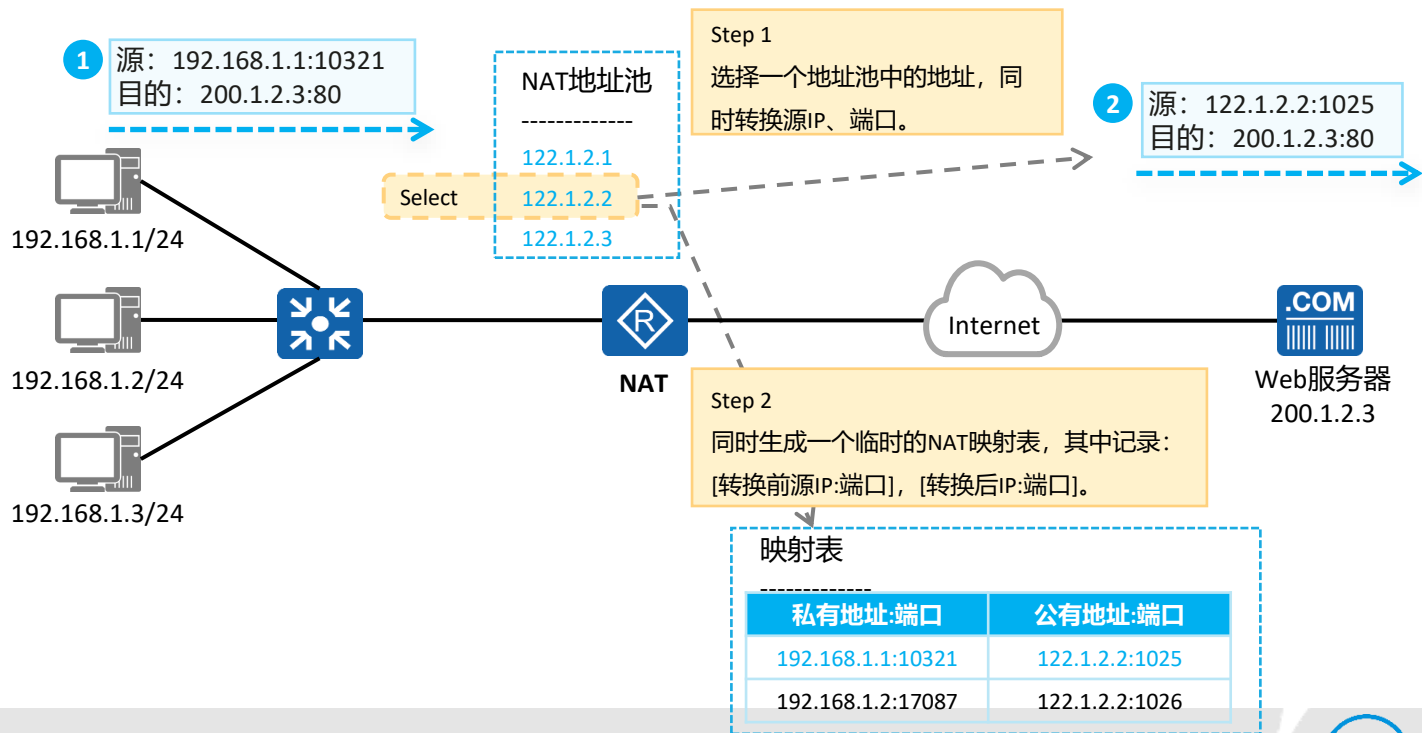 1
源：192.168.1.1:10321
目的：200.1.2.3:80
NAT地址池
-------------
122.1.2.1
Select
122.1.2.2
122.1.2.3
Step 1
选择一个地址池中的地址，同
时转换源IP、端口。
2
源：122.1.2.2:1025
目的：200.1.2.3:80
192.168.1.1/24
192.168.1.2/24
192.168.1.3/24
R
NAT
Internet
.COM
Web服务器
200.1.2.3
Step 2
同时生成一个临时的NAT映射表，其中记录：
[转换前源IP:端口]，[转换后IP:端口]。
映射表
-------------
私有地址:端口 公有地址:端口
192.168.1.1:10321 122.1.2.2:1025
192.168.1.2:17087 122.1.2.2:1026